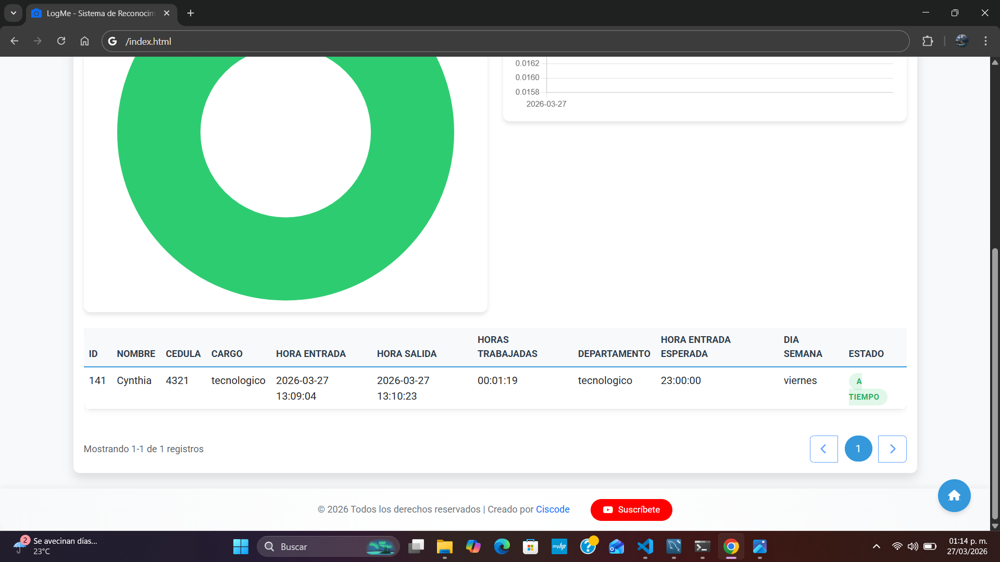 LogMe - Sistema de Reconocim
/index.html
0.0162
0.0160
0.0158
2026-03-27
ID NOMBRE CEDULA CARGO HORA ENTRADA HORA SALIDA HORAS TRABAJADAS DEPARTAMENTO HORA ENTRADA ESPERADA DIA SEMANA ESTADO
141 Cynthia 4321 tecnologico 2026-03-27 13:09:04 2026-03-27 13:10:23 00:01:19 tecnologico 23:00:00 viernes A TIEMPO
Mostrando 1-1 de 1 registros
1
© 2026 Todos los derechos reservados | Creado por Ciscode
Suscríbete
2
Se avecinan días...
23°C
Buscar
myhp
01:14 p. m.
27/03/2026